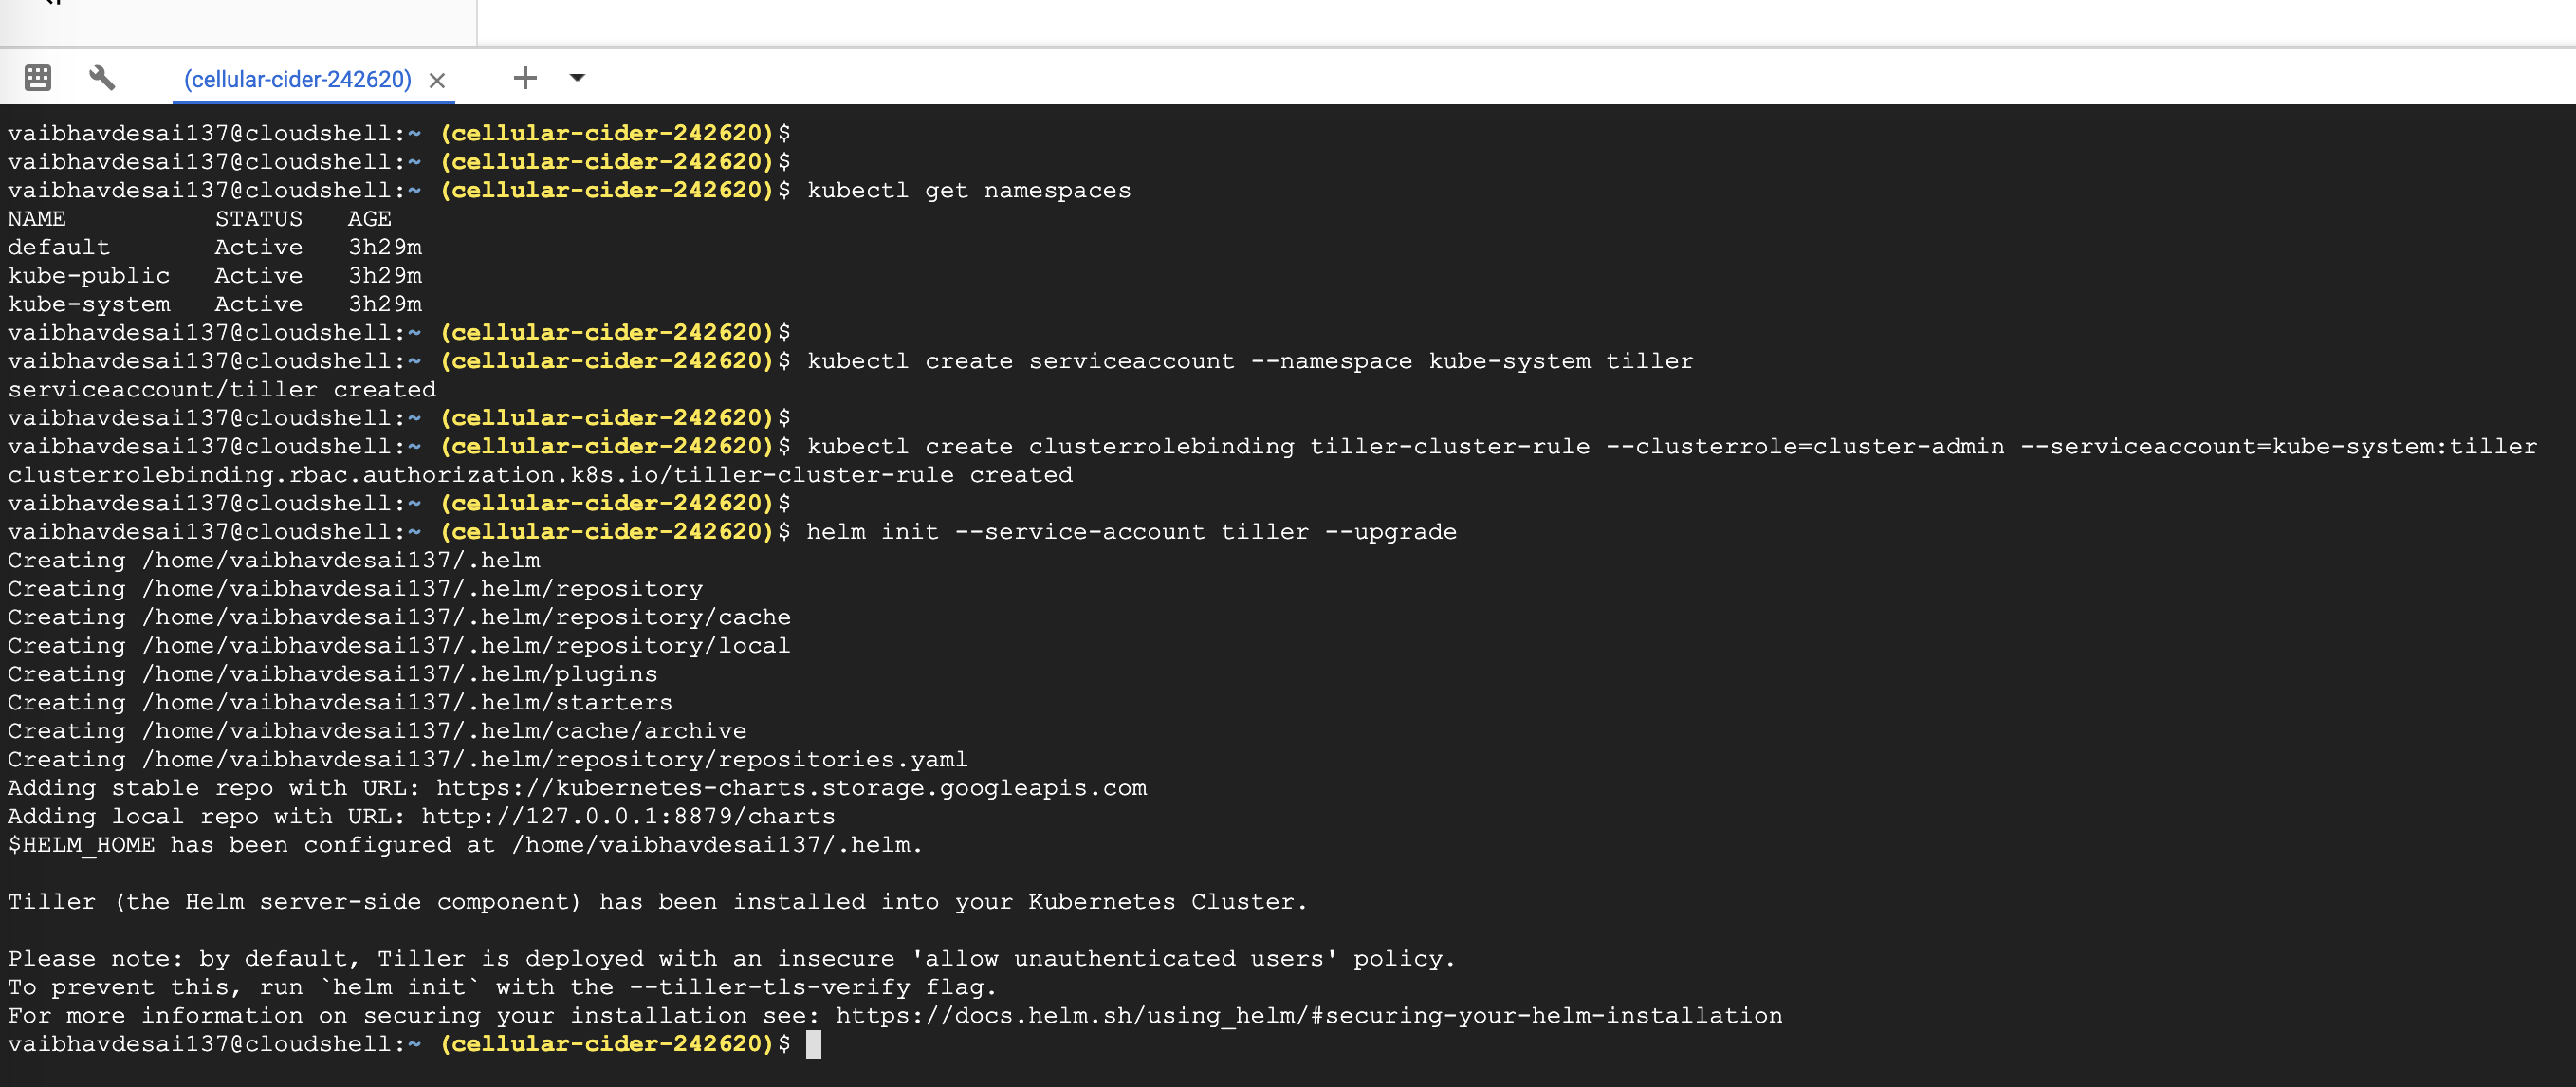 (cellular-cider-242620)
vaibhavdesai137@cloudshell:~ (cellular-cider-242620)$
vaibhavdesai137@cloudshell:~ (cellular-cider-242620)$
vaibhavdesai137@cloudshell:~ (cellular-cider-242620)$ kubectl get namespaces
NAME          STATUS   AGE
default       Active   3h29m
kube-public   Active   3h29m
kube-system   Active   3h29m
vaibhavdesai137@cloudshell:~ (cellular-cider-242620)$
vaibhavdesai137@cloudshell:~ (cellular-cider-242620)$ kubectl create serviceaccount --namespace kube-system tiller
serviceaccount/tiller created
vaibhavdesai137@cloudshell:~ (cellular-cider-242620)$
vaibhavdesai137@cloudshell:~ (cellular-cider-242620)$ kubectl create clusterrolebinding tiller-cluster-rule --clusterrole=cluster-admin --serviceaccount=kube-system:tiller
clusterrolebinding.rbac.authorization.k8s.io/tiller-cluster-rule created
vaibhavdesai137@cloudshell:~ (cellular-cider-242620)$
vaibhavdesai137@cloudshell:~ (cellular-cider-242620)$ helm init --service-account tiller --upgrade
Creating /home/vaibhavdesai137/.helm
Creating /home/vaibhavdesai137/.helm/repository
Creating /home/vaibhavdesai137/.helm/repository/cache
Creating /home/vaibhavdesai137/.helm/repository/local
Creating /home/vaibhavdesai137/.helm/plugins
Creating /home/vaibhavdesai137/.helm/starters
Creating /home/vaibhavdesai137/.helm/cache/archive
Creating /home/vaibhavdesai137/.helm/repository/repositories.yaml
Adding stable repo with URL: https://kubernetes-charts.storage.googleapis.com
Adding local repo with URL: http://127.0.0.1:8879/charts
$HELM_HOME has been configured at /home/vaibhavdesai137/.helm.

Tiller (the Helm server-side component) has been installed into your Kubernetes Cluster.

Please note: by default, Tiller is deployed with an insecure 'allow unauthenticated users' policy.
To prevent this, run `helm init` with the --tiller-tls-verify flag.
For more information on securing your installation see: https://docs.helm.sh/using_helm/#securing-your-helm-installation
vaibhavdesai137@cloudshell:~ (cellular-cider-242620)$